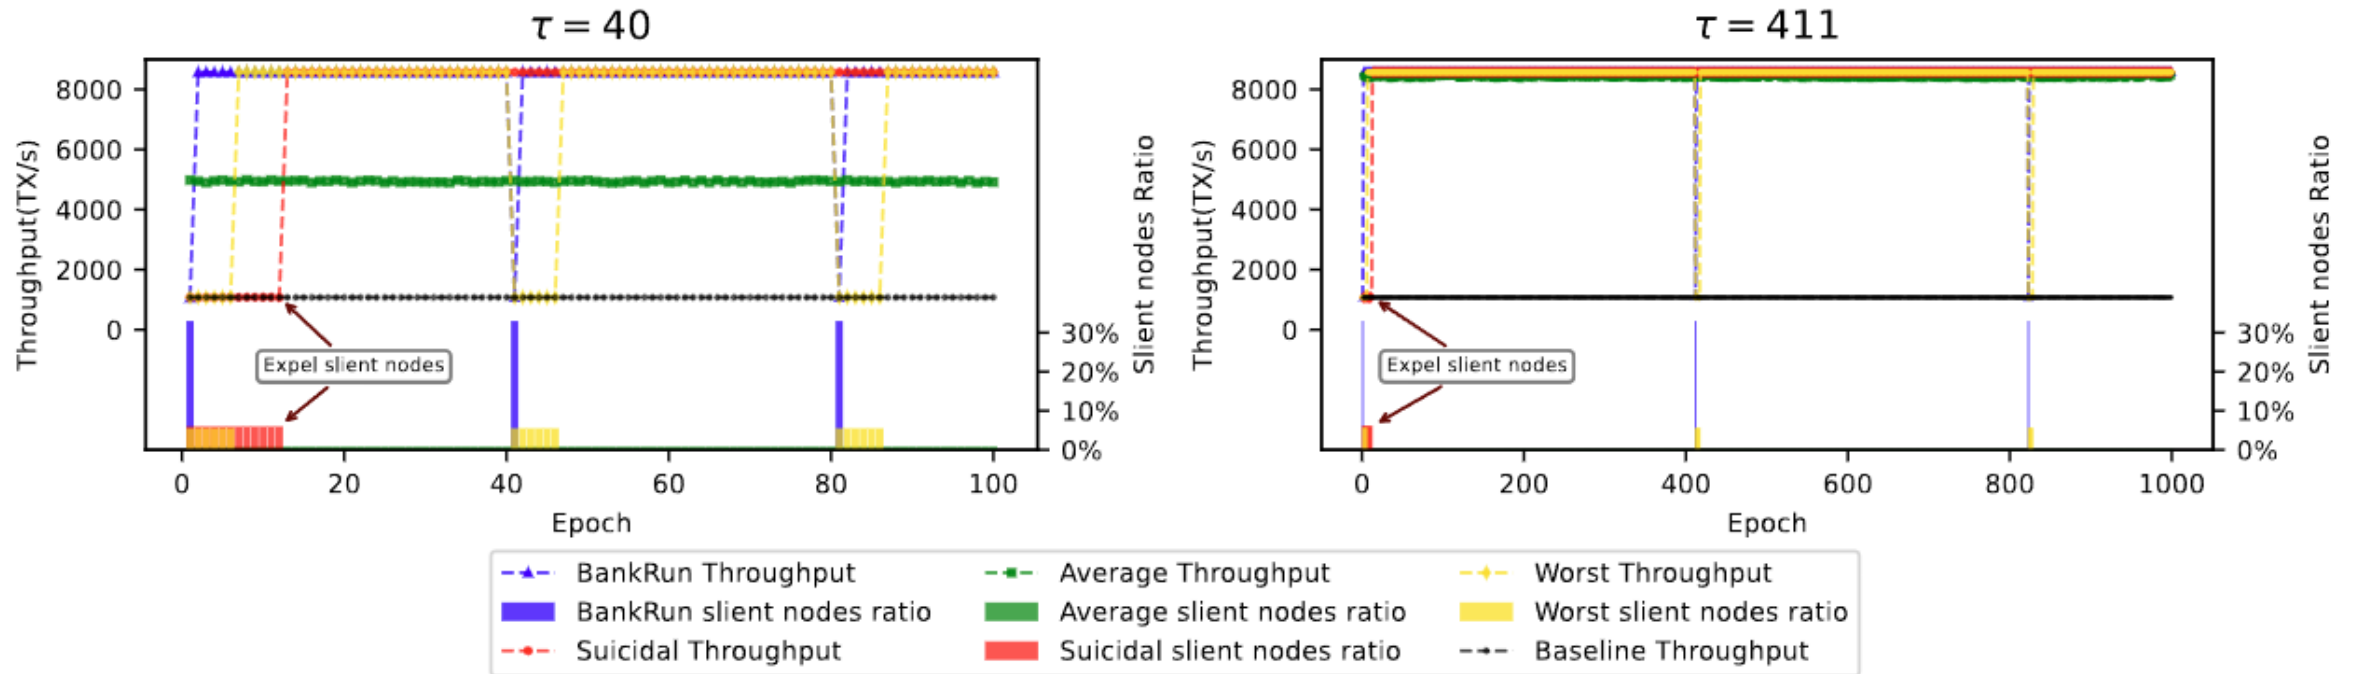 τ = 40
τ = 411
Throughput(TX/s)
8000
6000
4000
2000
0
30%
20%
10%
0%
Slient nodes Ratio
Expel slient nodes
0 20 40 60 80 100
Epoch
Throughput(TX/s)
8000
6000
4000
2000
0
30%
20%
10%
0%
Slient nodes Ratio
Expel slient nodes
0 200 400 600 800 1000
Epoch
BankRun Throughput
BankRun slient nodes ratio
Suicidal Throughput
Average Throughput
Average slient nodes ratio
Suicidal slient nodes ratio
Worst Throughput
Worst slient nodes ratio
Baseline Throughput